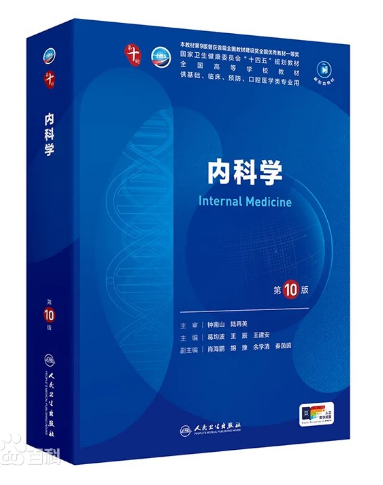 内科学
第
10
版
人民卫生出版社
本教材第9版曾获首届全国教材建设奖全国优秀教材一等奖
国家卫生健康委员会“十四五”规划教材
全国高等学校教材
供基础、临床、预防、口腔医学类专业用
内科学
Internal Medicine
第10版
主审 钟南山 陆再英
主编 葛均波 王辰 王建安
副主编 肖海鹏 胡豫 余学清 秦茵茵
人民卫生出版社
百科